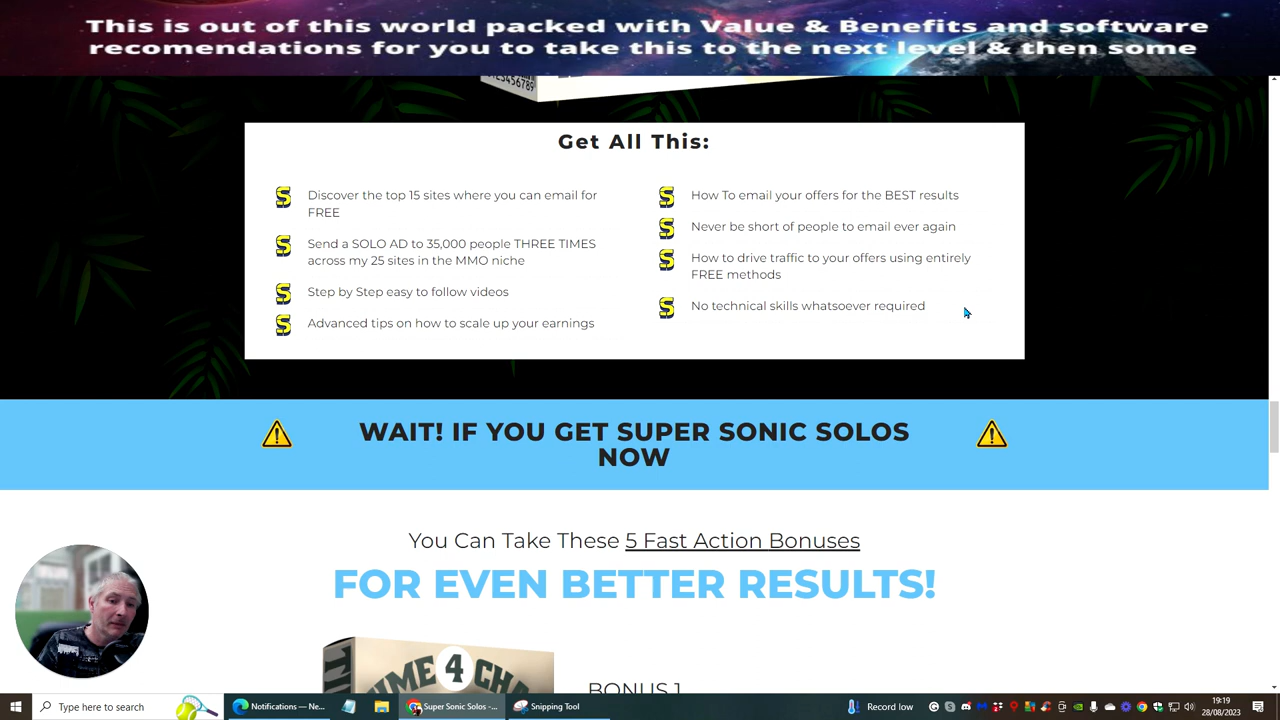 This is out of this world packed with Value & Benefits and software
recomendations for you to take this to the next level & then some
Get All This:
Discover the top 15 sites where you can email for
FREE
Send a SOLO AD to 35,000 people THREE TIMES
across my 25 sites in the MMO niche
Step by Step easy to follow videos
Advanced tips on how to scale up your earnings
How To email your offers for the BEST results
Never be short of people to email ever again
How to drive traffic to your offers using entirely
FREE methods
No technical skills whatsoever required
WAIT! IF YOU GET SUPER SONIC SOLOS
NOW
You Can Take These 5 Fast Action Bonuses
FOR EVEN BETTER RESULTS!
4
BONUS 1
Type here to search
Notifications — Ne...
Super Sonic Solos -...
Snipping Tool
Record low
19:19
28/08/2023